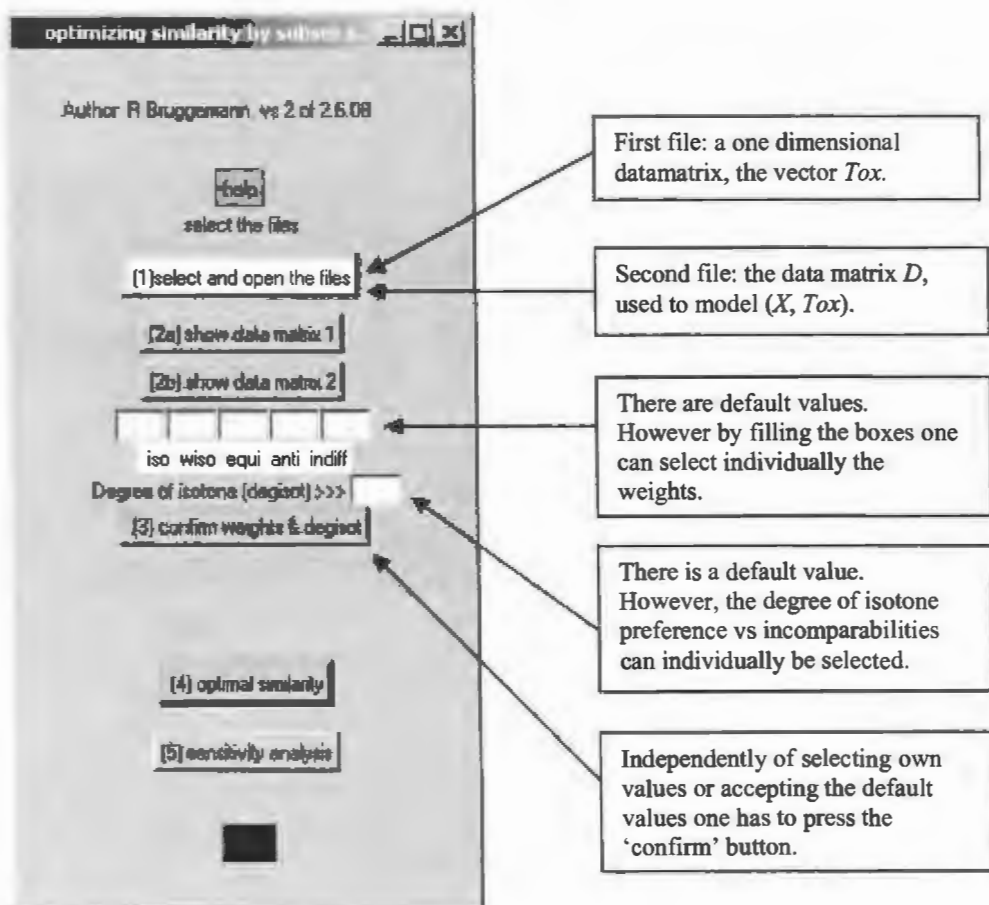 optimizing similarity by subset s...
Author R Bruggemann, vs 2 of 2.6.08
help
select the files
(1)select and open the files
(2a) show data matrix 1
(2b) show data matrix 2
iso wiso equi anti indiff
Degree of isotone (degisot) >>>
(3) confirm weights & degisot
(4) optimal similarity
(5) sensitivity analysis
First file: a one dimensional
datamatrix, the vector Tox.
Second file: the data matrix D,
used to model (X, Tox).
There are default values.
However by filling the boxes one
can select individually the
weights.
There is a default value.
However, the degree of isotone
preference vs incomparabilities
can individually be selected.
Independently of selecting own
values or accepting the default
values one has to press the
‘confirm’ button.